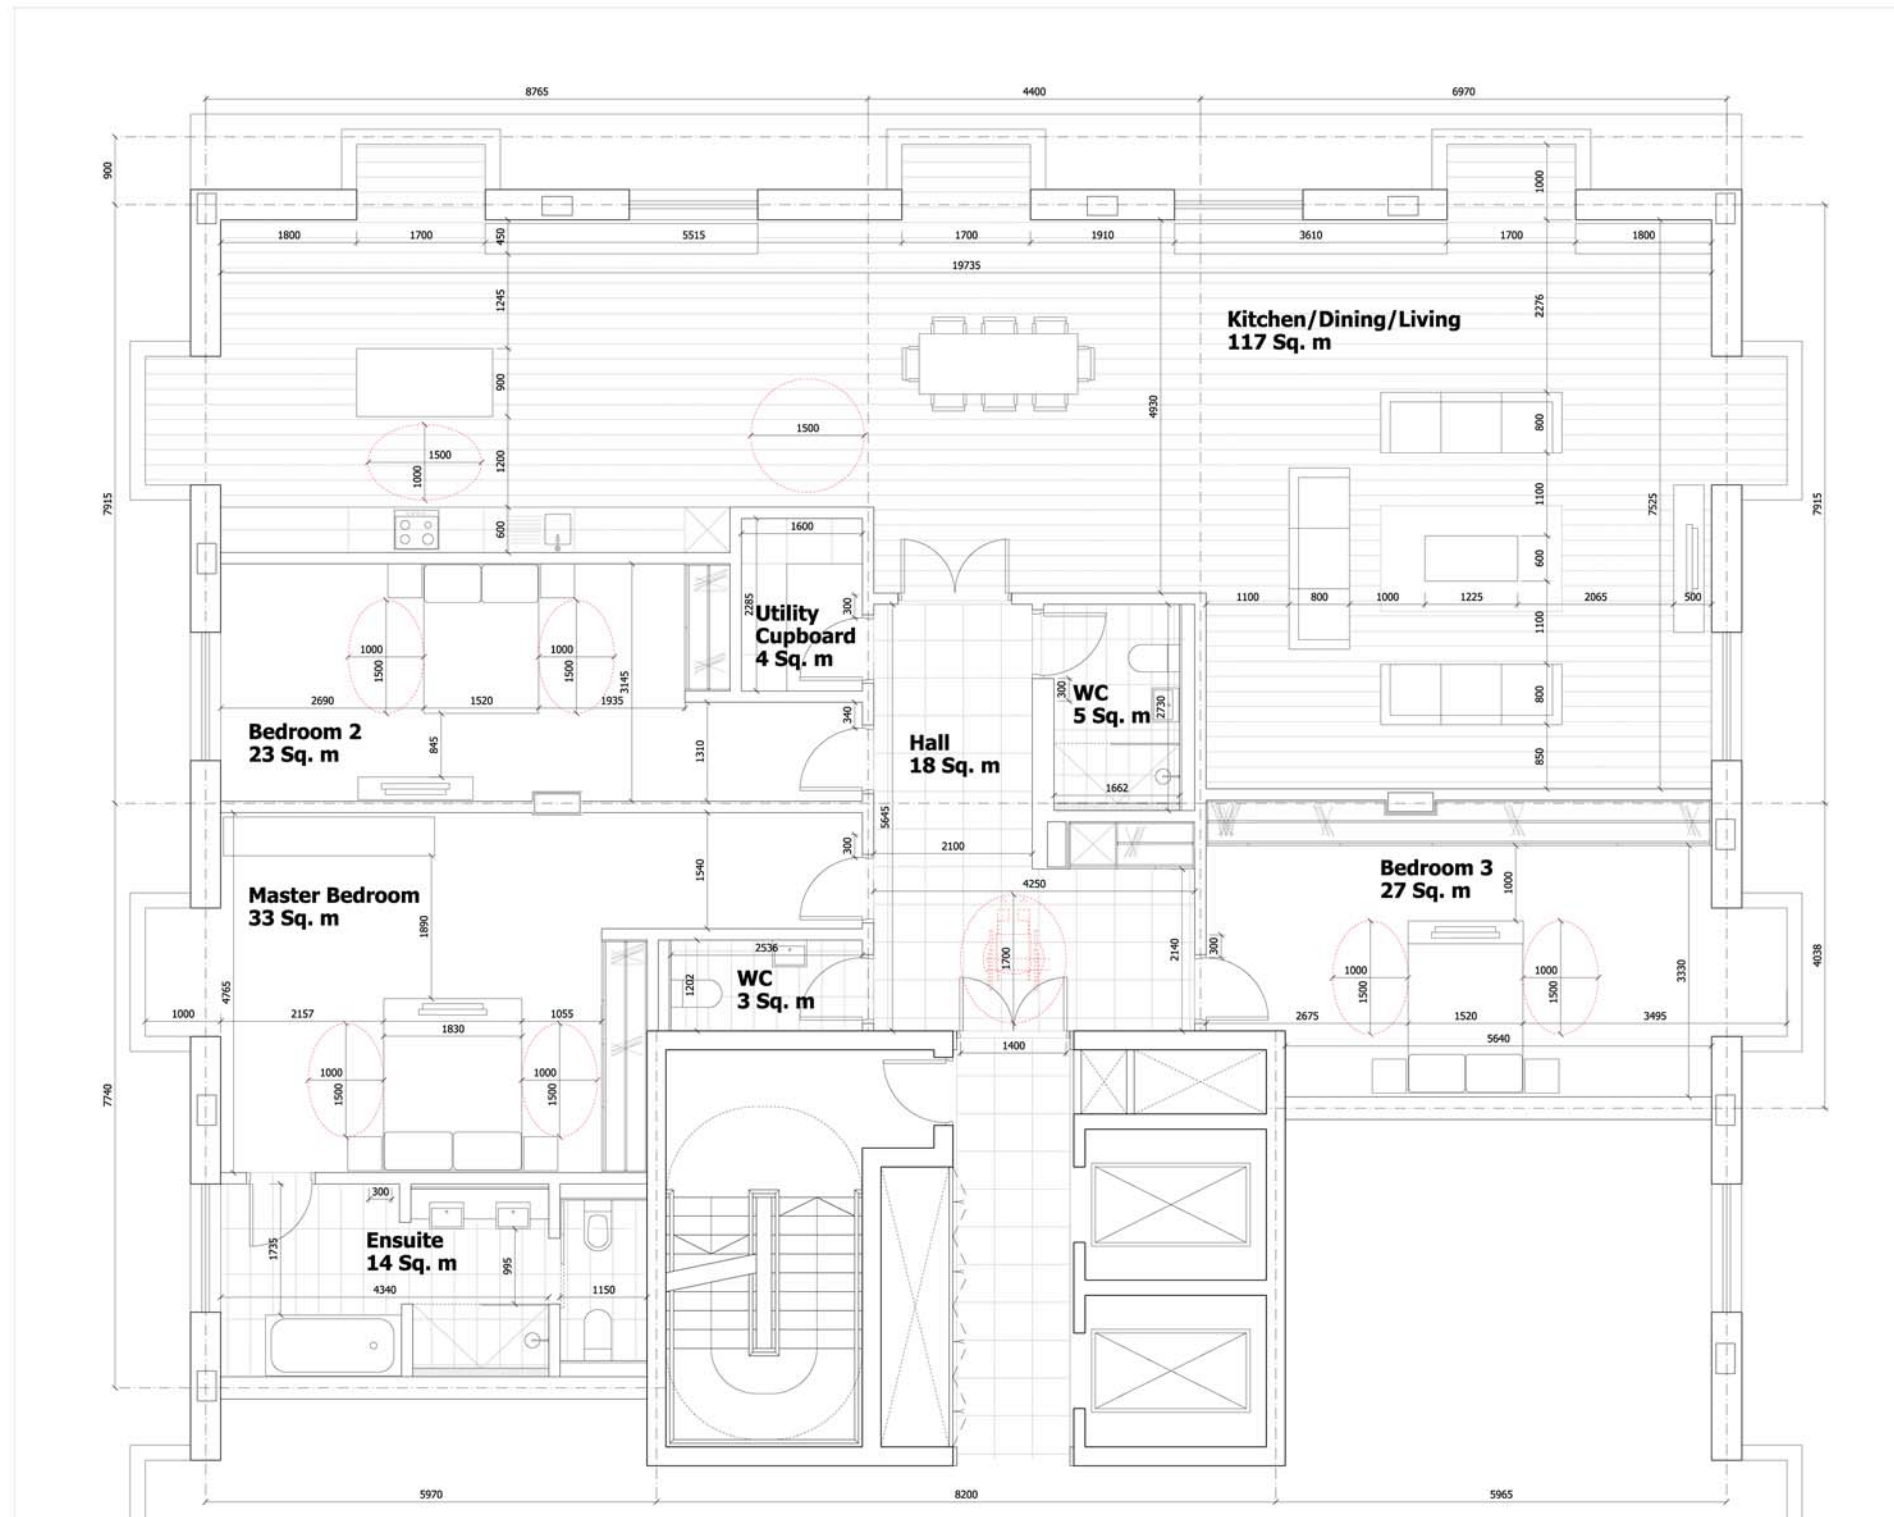 8765 4400 6970
900
1000
1800 1700 450 5515 1700 1910 3610 1700 1800
19735
1245
2276
Kitchen/Dining/Living
117 Sq. m
900
4930
800
1500
1500
1200
1000
1100
7915
7525
7915
600
1600
600
2285
300
Utility
Cupboard
4 Sq. m
1100 800 1000 1225 2065 500
1100
1000
1500
1000
1500
3145
2690 1520 1935
300
WC
5 Sq. m
2730
800
Bedroom 2
23 Sq. m
845
340
1310
Hall
18 Sq. m
850
1662
5645
300
1540
2100
Bedroom 3
27 Sq. m
1000
Master Bedroom
33 Sq. m
1890
4250
4765
2536
WC
3 Sq. m
1202
1700
2140
300
1000
1500
1000
1500
3330
4038
1000 2157 1055
1830
2675 1520 3495
1400
5640
1000
1500
1000
1500
7740
300
Ensuite
14 Sq. m
1735
995
4340 1150
5970 8200 5965